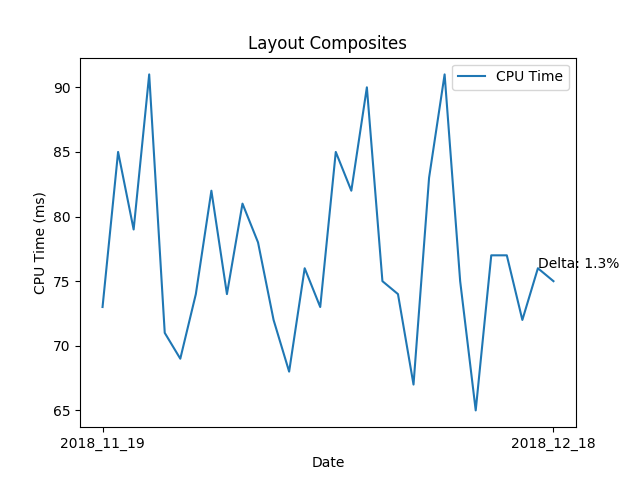 Layout Composites
CPU Time
90
85
80
75
70
65
CPU Time (ms)
Delta: 1.3%
2018_11_19
2018_12_18
Date